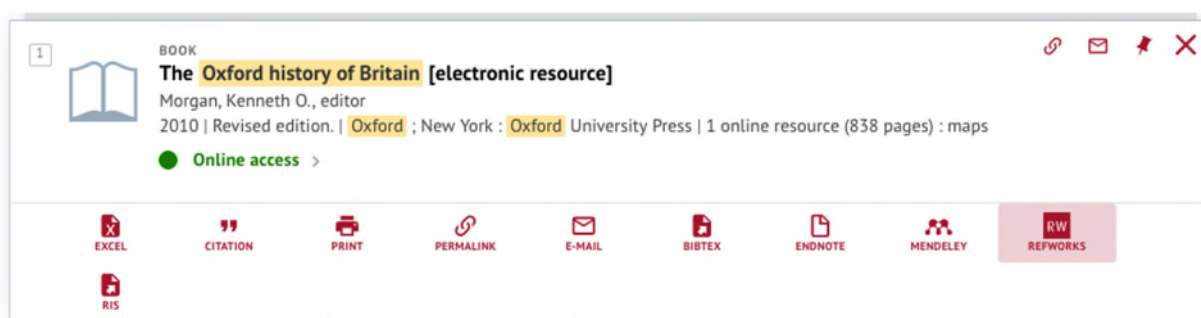 1
BOOK
The Oxford history of Britain [electronic resource]
Morgan, Kenneth O., editor
2010 | Revised edition. | Oxford ; New York : Oxford University Press | 1 online resource (838 pages) : maps
Online access >
X EXCEL
CITATION
PRINT
PERMALINK
E-MAIL
BIBTEX
ENDNOTE
MENDELEY
RW REFWORKS
RIS